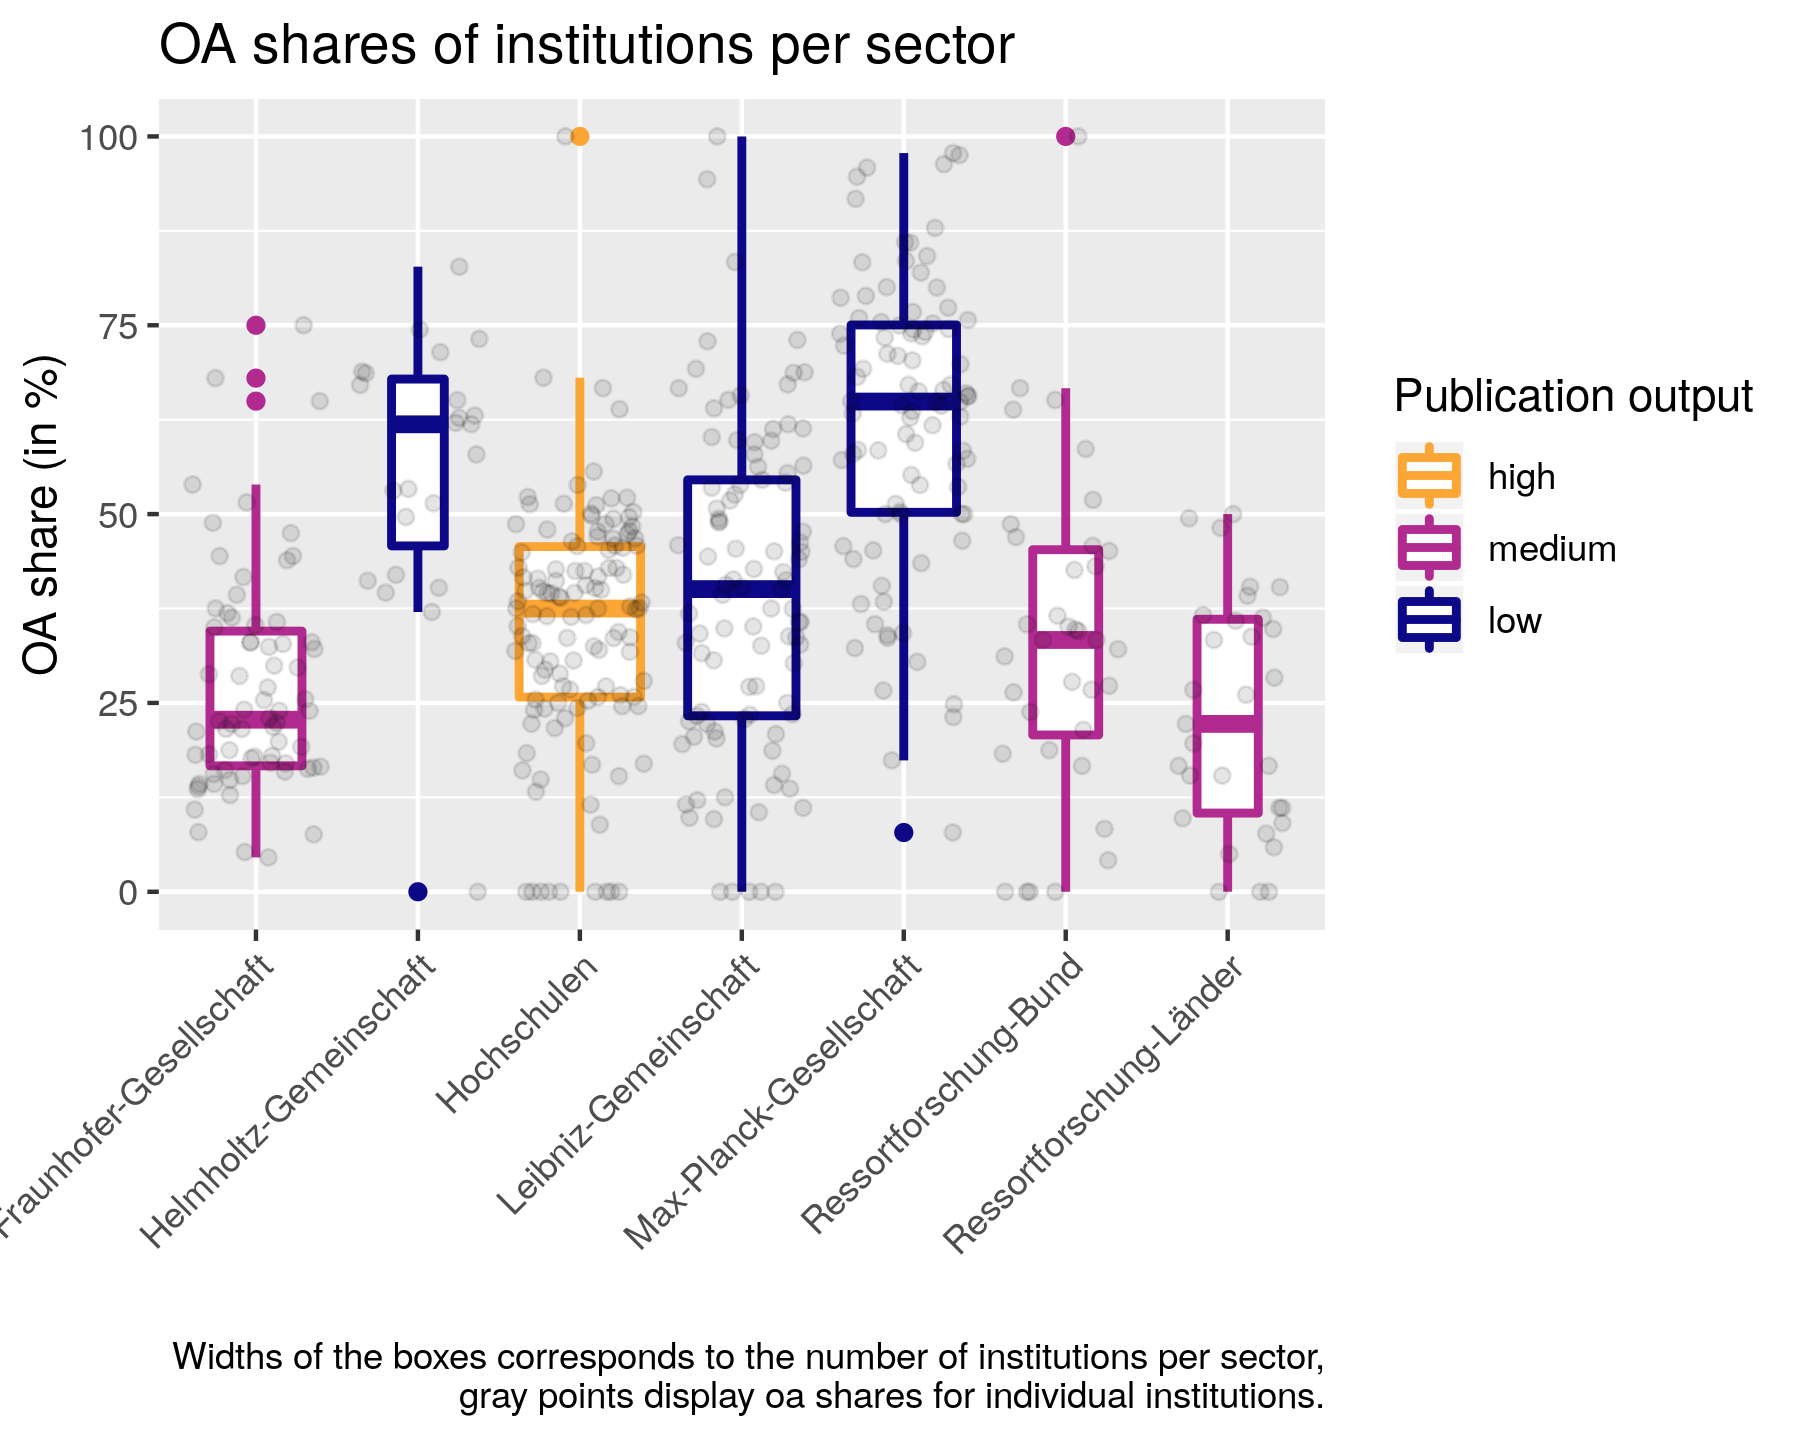 OA shares of institutions per sector
OA share (in %)
100
75
50
25
0
Fraunhofer-Gesellschaft
Helmholtz-Gemeinschaft
Hochschulen
Leibniz-Gemeinschaft
Max-Planck-Gesellschaft
Ressortforschung-Bund
Ressortforschung-Länder
Publication output
high
medium
low
Widths of the boxes corresponds to the number of institutions per sector,
gray points display oa shares for individual institutions.